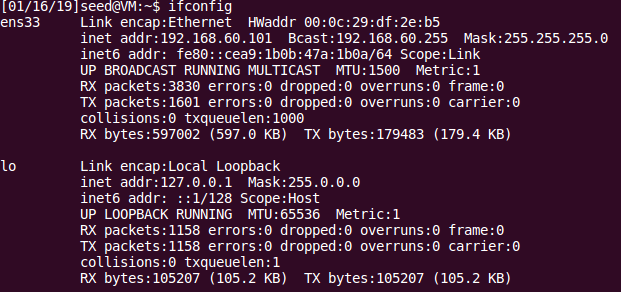 [01/16/19]seed@VM:~$ ifconfig
ens33     Link encap:Ethernet  HWaddr 00:0c:29:df:2e:b5
          inet addr:192.168.60.101  Bcast:192.168.60.255  Mask:255.255.255.0
          inet6 addr: fe80::cea9:1b0b:47a:1b0a/64 Scope:Link
          UP BROADCAST RUNNING MULTICAST  MTU:1500  Metric:1
          RX packets:3830 errors:0 dropped:0 overruns:0 frame:0
          TX packets:1601 errors:0 dropped:0 overruns:0 carrier:0
          collisions:0 txqueuelen:1000
          RX bytes:597002 (597.0 KB)  TX bytes:179483 (179.4 KB)
lo        Link encap:Local Loopback
          inet addr:127.0.0.1  Mask:255.0.0.0
          inet6 addr: ::1/128 Scope:Host
          UP LOOPBACK RUNNING  MTU:65536  Metric:1
          RX packets:1158 errors:0 dropped:0 overruns:0 frame:0
          TX packets:1158 errors:0 dropped:0 overruns:0 carrier:0
          collisions:0 txqueuelen:1
          RX bytes:105207 (105.2 KB)  TX bytes:105207 (105.2 KB)